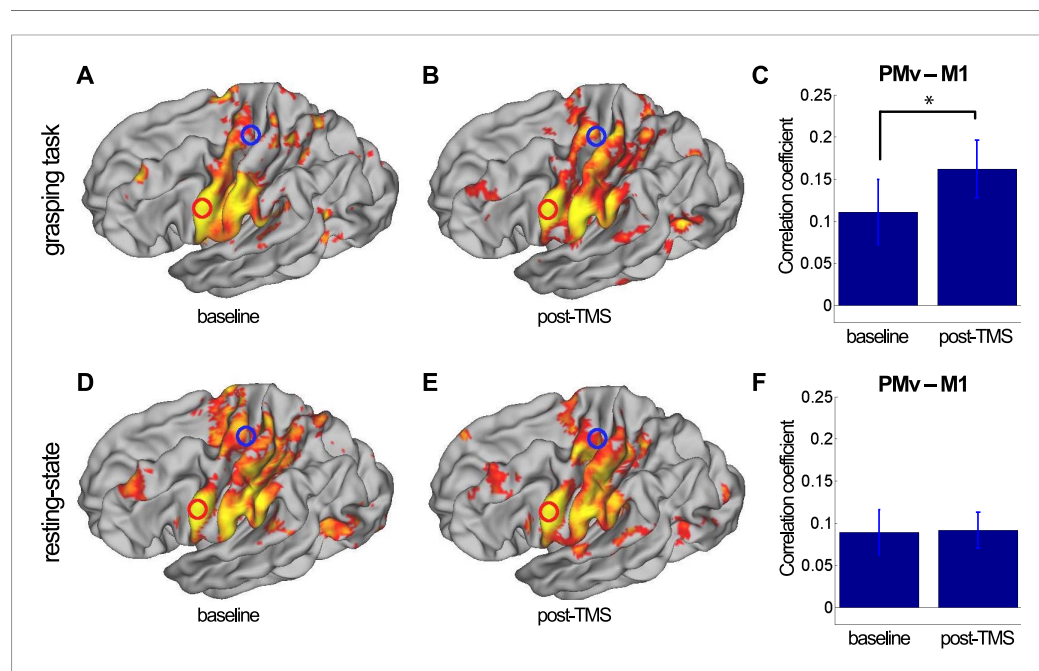 A
B
C
PMv – M1
grasping task
baseline
post-TMS
Correlation coefficient
0.25
0.2
0.15
0.1
0.05
0
*
baseline
post-TMS
D
E
F
PMv – M1
resting-state
baseline
post-TMS
Correlation coefficient
0.25
0.2
0.15
0.1
0.05
0
baseline
post-TMS